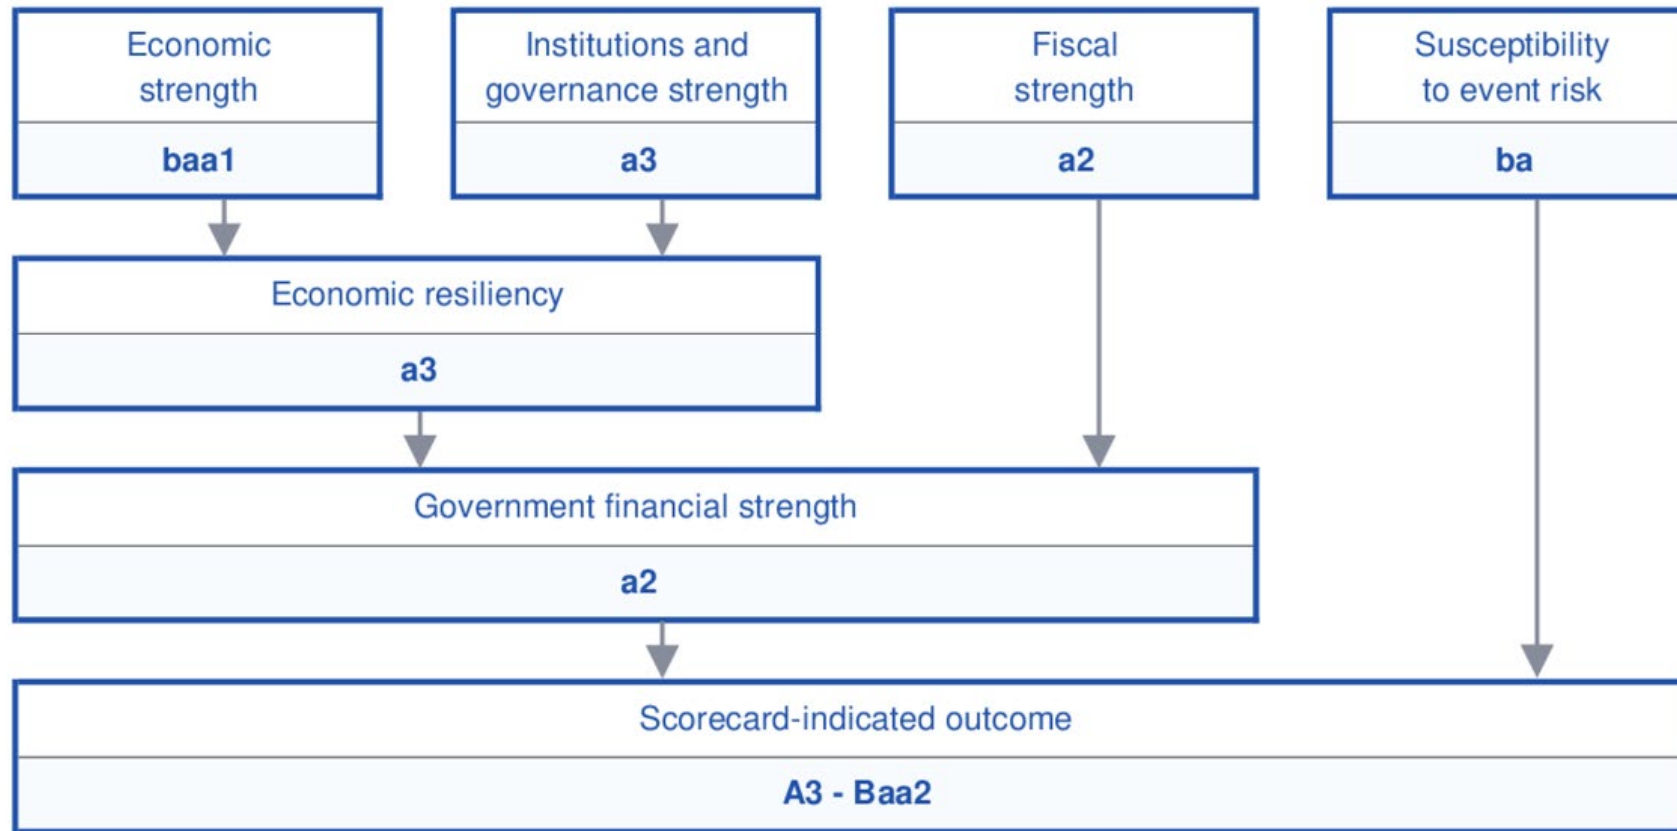 Economic
strength
baa1
Institutions and
governance strength
a3
Fiscal
strength
a2
Susceptibility
to event risk
ba
Economic resiliency
a3
Government financial strength
a2
Scorecard-indicated outcome
A3 - Baa2